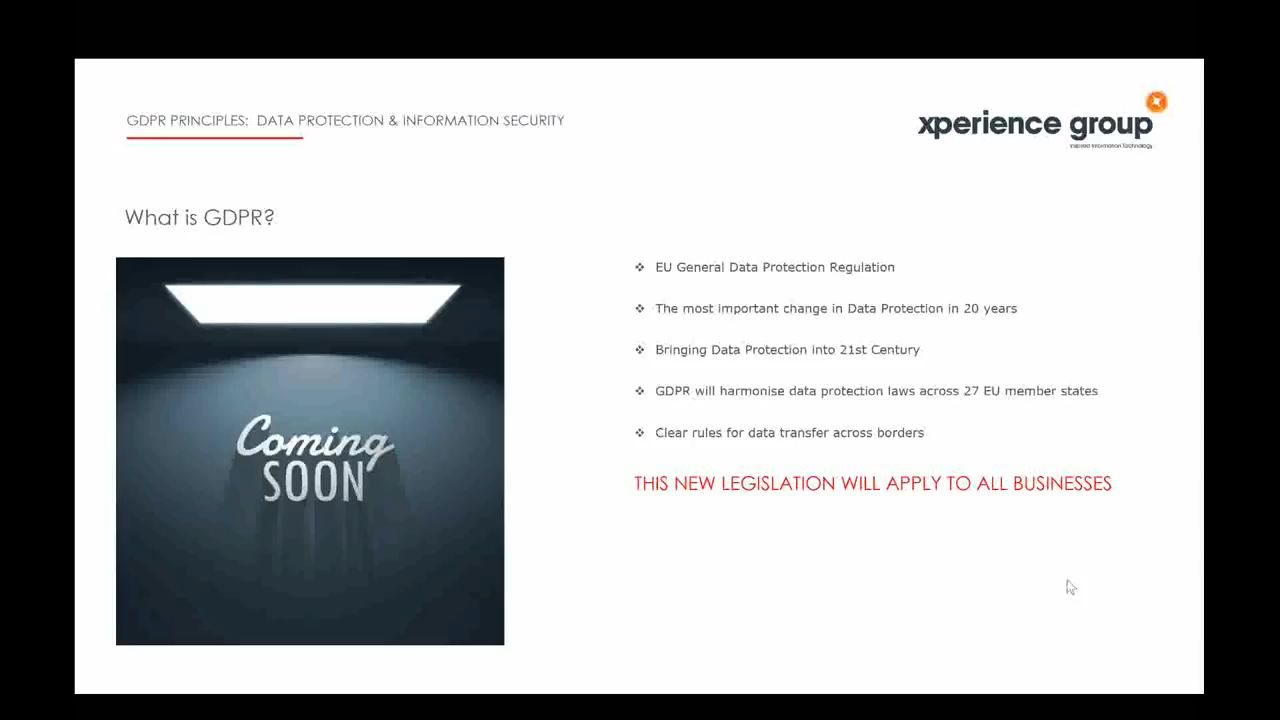 GDPR PRINCIPLES: DATA PROTECTION & INFORMATION SECURITY
xperience group
Inspired Information Technology
What is GDPR?
Coming
SOON
❖ EU General Data Protection Regulation
❖ The most important change in Data Protection in 20 years
❖ Bringing Data Protection into 21st Century
❖ GDPR will harmonise data protection laws across 27 EU member states
❖ Clear rules for data transfer across borders
THIS NEW LEGISLATION WILL APPLY TO ALL BUSINESSES